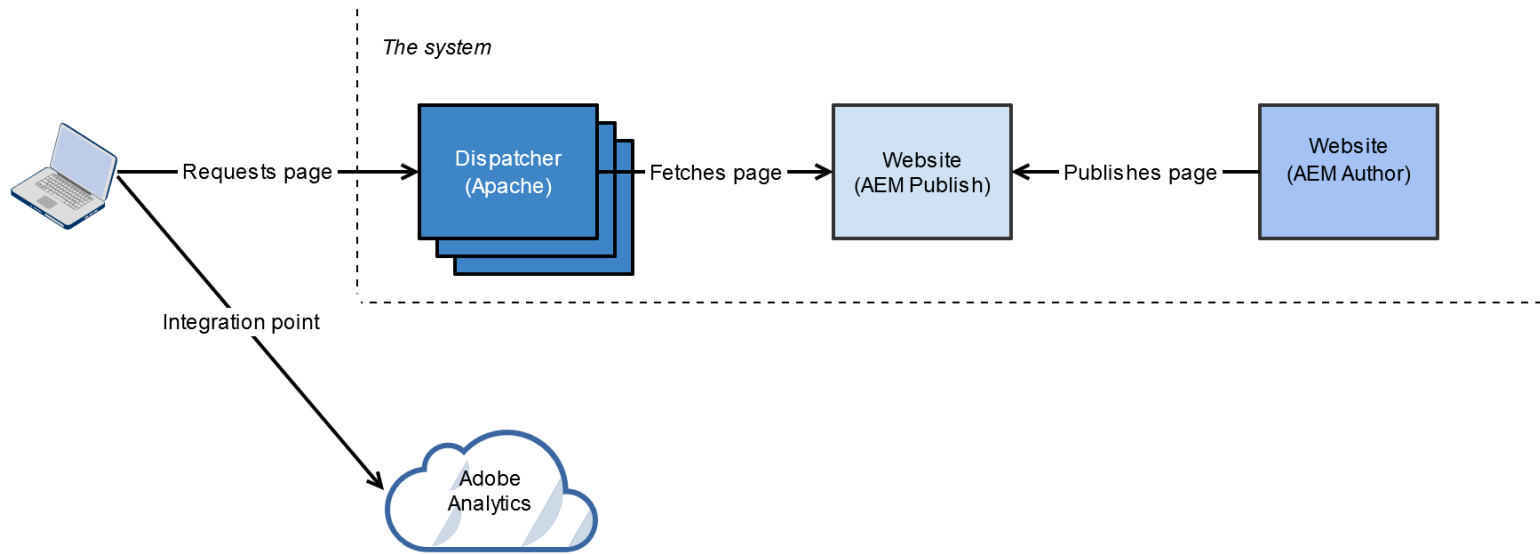 The system
Requests page
Dispatcher
(Apache)
Fetches page
Website
(AEM Publish)
Publishes page
Website
(AEM Author)
Integration point
Adobe
Analytics